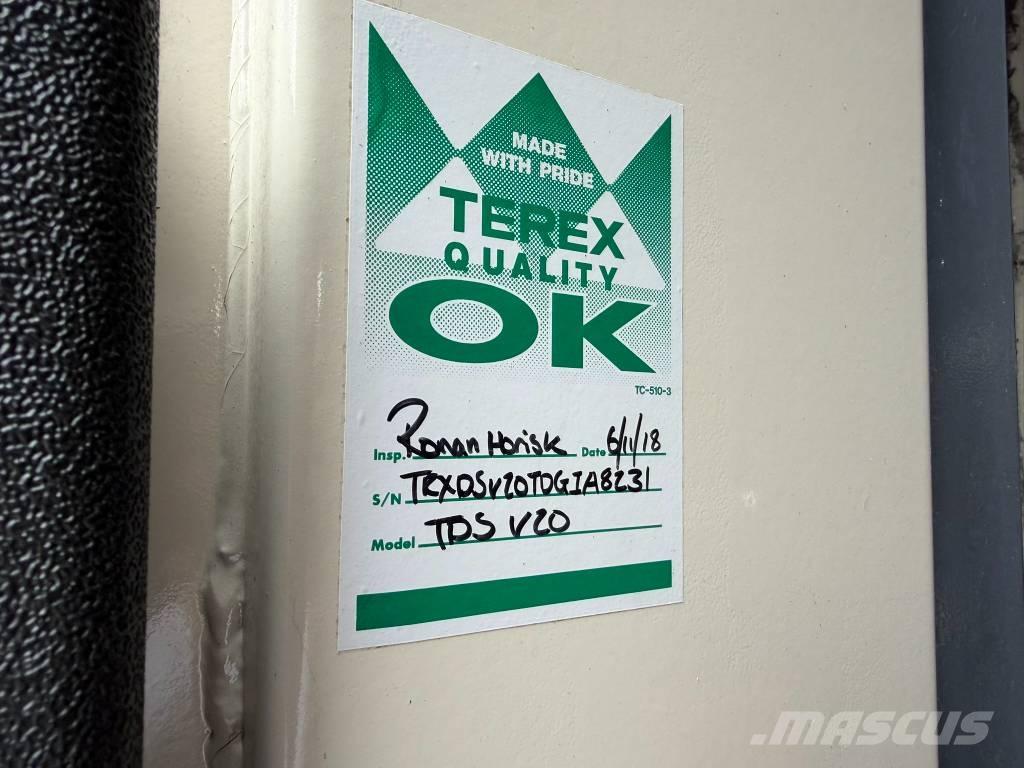 MADE
WITH PRIDE
TEREX
QUALITY
OK
TC-510-3
Insp. Ronan Horisk Date 6/11/18
S/N TRXDSV20TDGIA8231
Model TDS V20
MASCUS